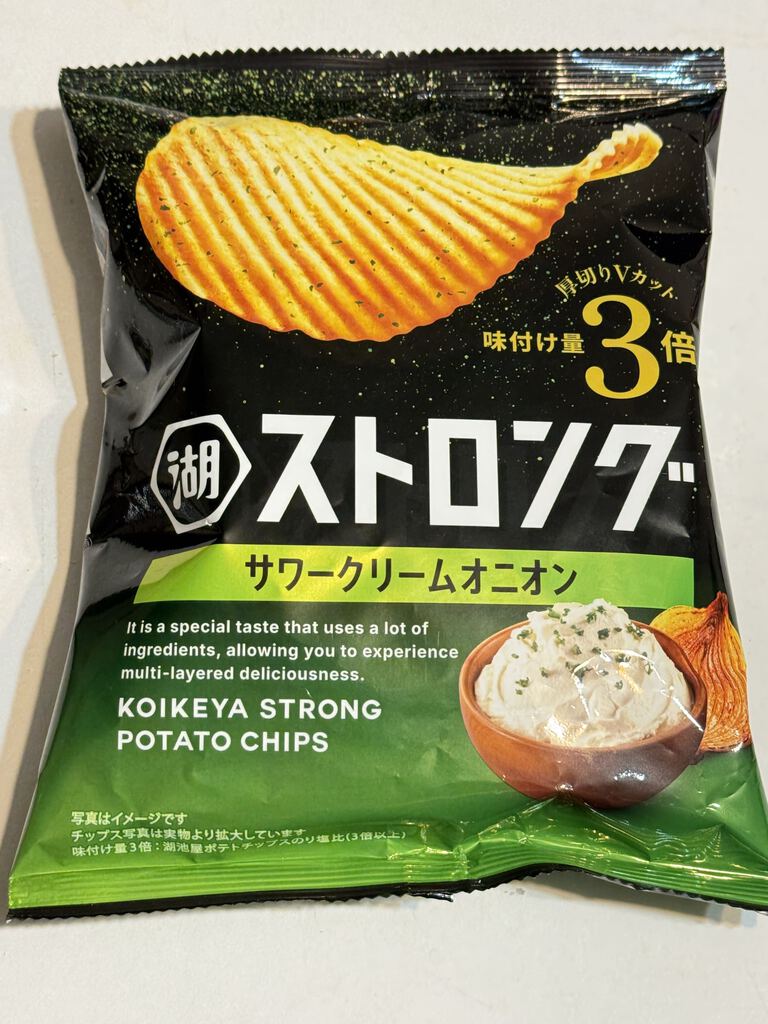 厚切りVカット
味付け量3倍
湖
ストロング
サワークリームオニオン
It is a special taste that uses a lot of
ingredients, allowing you to experience
multi-layered deliciousness.
KOIKEYA STRONG
POTATO CHIPS
写真はイメージです
チップス写真は実物より拡大しています
味付け量3倍：湖池屋ポテトチップスのり塩比(3倍以上)